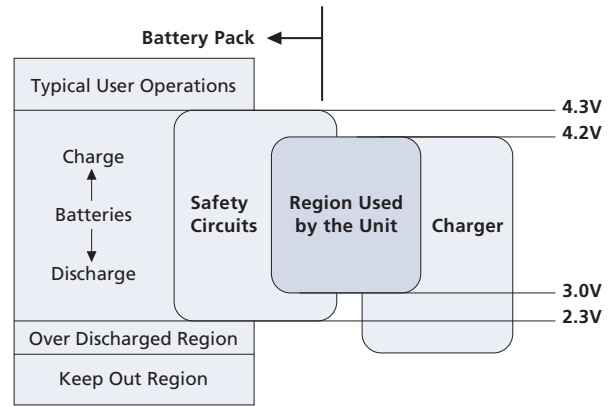 Battery Pack
Typical User Operations
4.3V
4.2V
Charge
Batteries
Discharge
Safety
Circuits
Region Used
by the Unit
Charger
3.0V
2.3V
Over Discharged Region
Keep Out Region